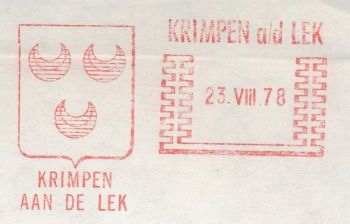 KRIMPEN a/d LEK
23.VIII.78
KRIMPEN
AAN DE LEK